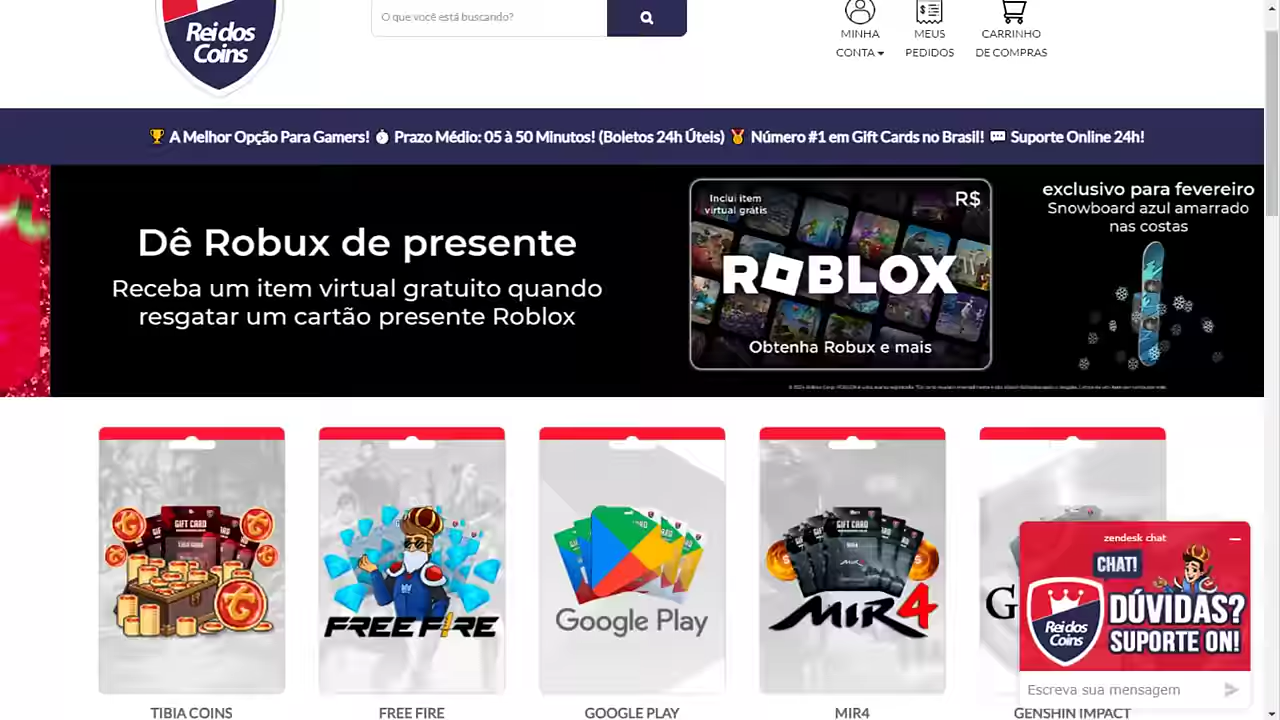 Rei dos
Coins
O que você está buscando?
MINHA
CONTA
MEUS
PEDIDOS
CARRINHO
DE COMPRAS
A Melhor Opção Para Gamers! Prazo Médio: 05 à 50 Minutos! (Boletos 24h Úteis) Número #1 em Gift Cards no Brasil! Suporte Online 24h!
Dê Robux de presente
Receba um item virtual gratuito quando
resgatar um cartão presente Roblox
Inclui item
virtual grátis
R$
ROBLOX
Obtenha Robux e mais
exclusivo para fevereiro
Snowboard azul amarrado
nas costas
GIFT CARD
TIBIA COINS
FREE FIRE
Google Play
GIFT CARD
MIR4
MIR4
G
zendesk chat
CHAT!
DÚVIDAS?
SUPORTE ON!
Rei dos
Coins
Escreva sua mensagem
TIBIA COINS
FREE FIRE
GOOGLE PLAY
MIR4
GENSHIN IMPACT